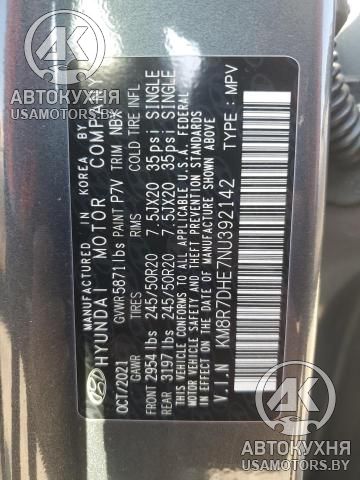 АВТОКУХНЯ
USAMOTORS.BY
MANUFACTURED IN KOREA BY
HYUNDAI MOTOR COMPANY
GVWR 5871 lbs PAINT P7V TRIM NBK
OCT/2021 GAWR TIRES RIMS COLD TIRE INFL
FRONT 2954 lbs 245/50R20 7.5JX20 35psi SINGLE
REAR 3197 lbs 245/50R20 7.5JX20 35psi SINGLE
THIS VEHICLE CONFORMS TO ALL APPLICABLE U.S.A. FEDERAL
MOTOR VEHICLE SAFETY, BUMPER, AND THEFT PREVENTION STANDARDS
IN EFFECT ON THE DATE OF MANUFACTURE SHOWN ABOVE.
V.I.N : KM8R7DHE7NU392142 TYPE : MPV
АВТОКУХНЯ
USAMOTORS.BY